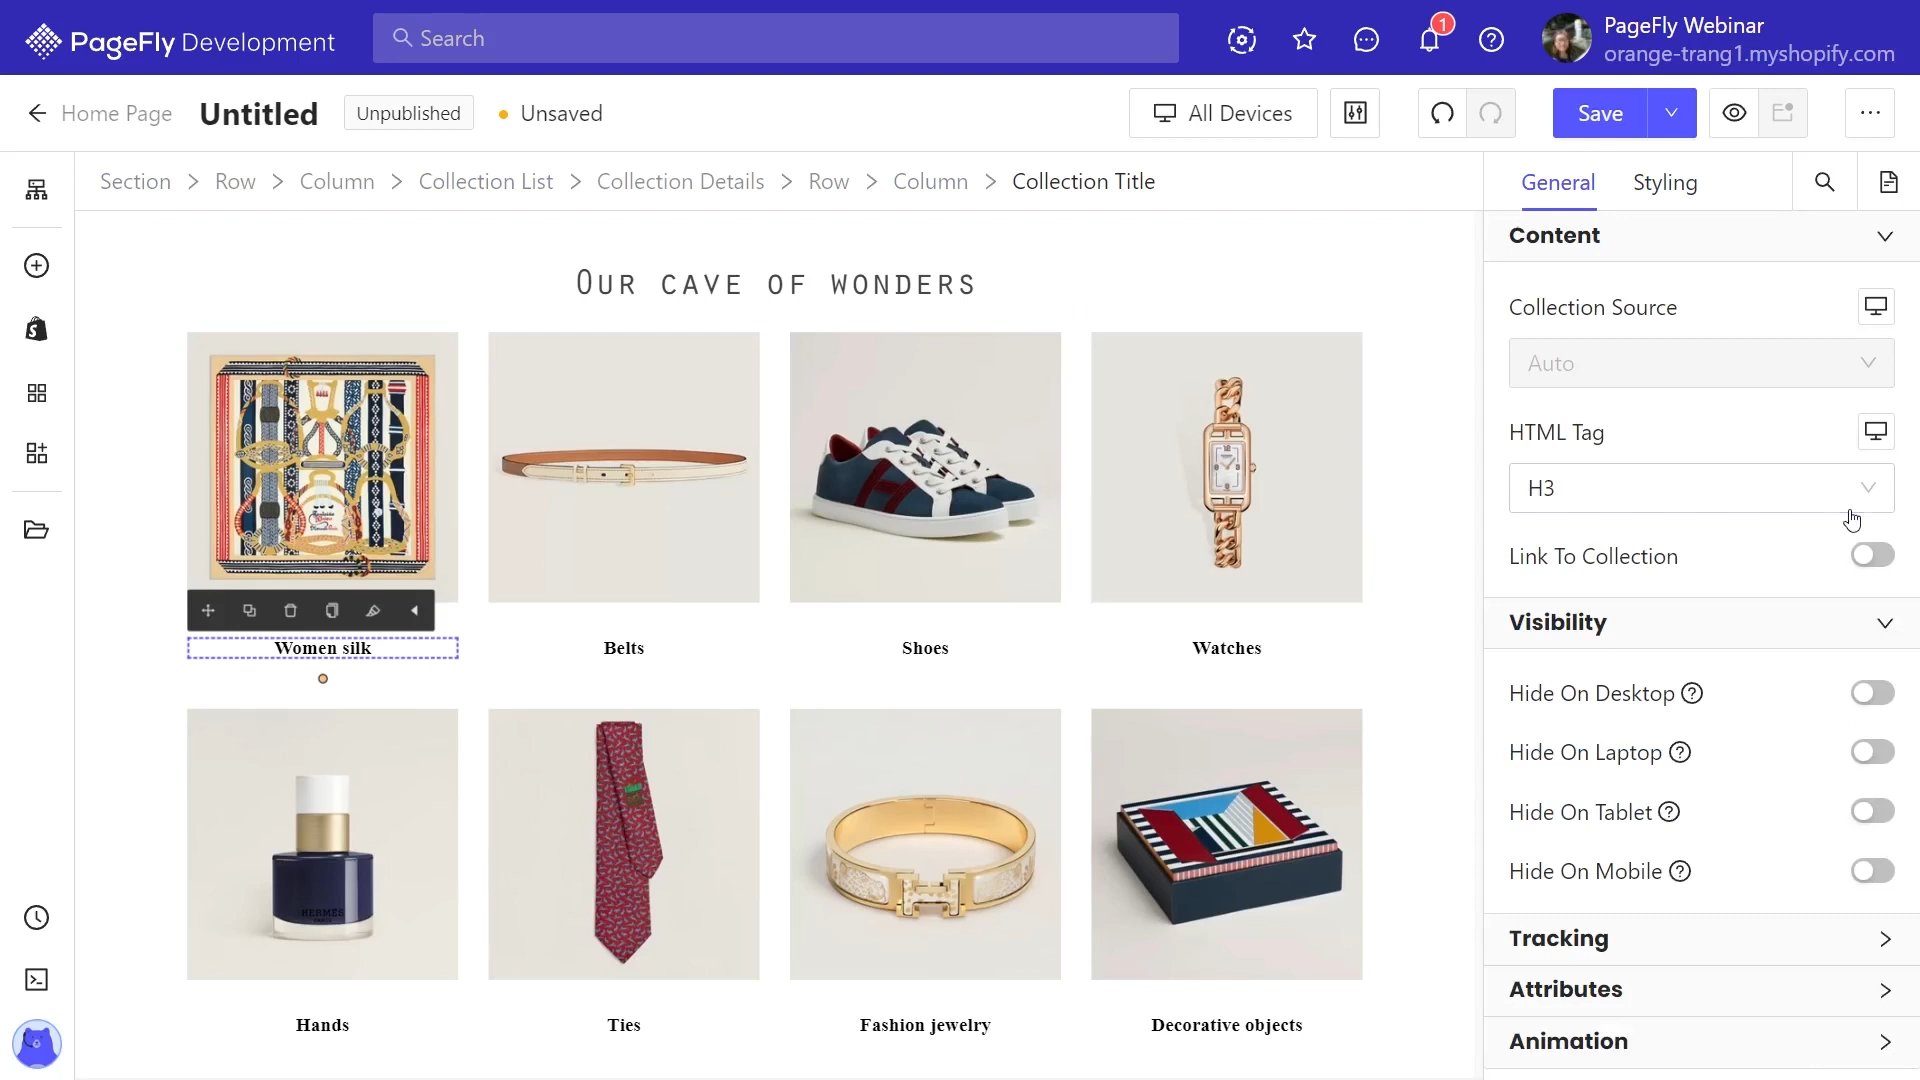 PageFly Development
Search
1
PageFly Webinar
orange-trang1.myshopify.com
Home Page
Untitled
Unpublished
Unsaved
All Devices
Save
Section > Row > Column > Collection List > Collection Details > Row > Column > Collection Title
General
Styling
Content
Our cave of wonders
Collection Source
Auto
HTML Tag
H3
Link To Collection
Women silk
Belts
Shoes
Watches
Visibility
Hide On Desktop
Hide On Laptop
Hide On Tablet
Hide On Mobile
HERMES
Tracking
Attributes
Animation
Hands
Ties
Fashion jewelry
Decorative objects